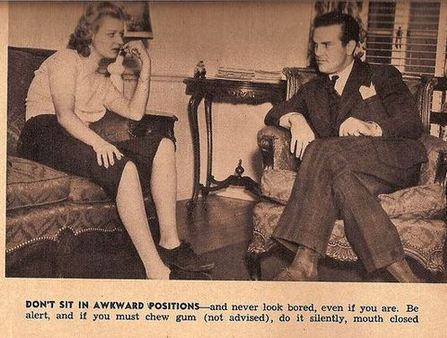 DON'T SIT IN AWKWARD POSITIONS—and never look bored, even if you are. Be
alert, and if you must chew gum (not advised), do it silently, mouth closed